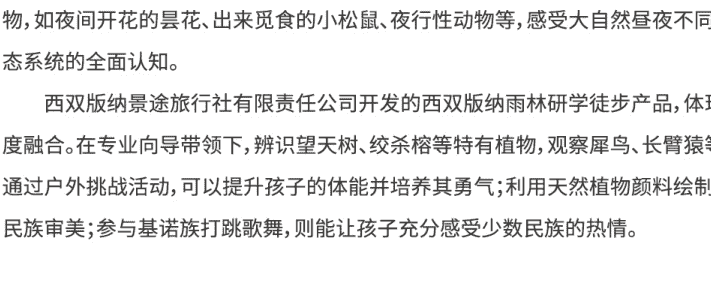 物，如夜间开花的昙花、出来觅食的小松鼠、夜行性动物等，感受大自然昼夜不同
态系统的全面认知。
西双版纳景途旅行社有限责任公司开发的西双版纳雨林研学徒步产品，体
度融合。在专业向导带领下，辨识望天树、绞杀榕等特有植物，观察犀鸟、长臂猿
通过户外挑战活动，可以提升孩子的体能并培养其勇气；利用天然植物颜料绘制
民族审美；参与基诺族打跳歌舞，则能让孩子充分感受少数民族的热情。